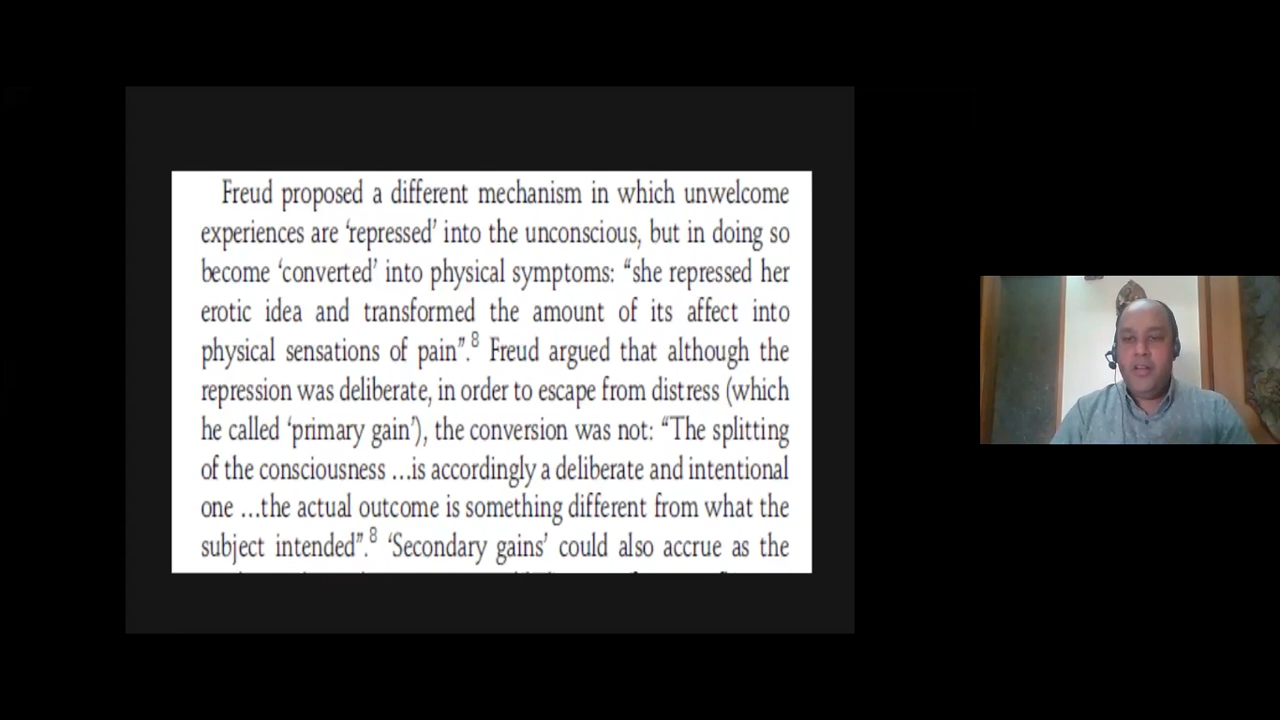 Freud proposed a different mechanism in which unwelcome
experiences are ‘repressed’ into the unconscious, but in doing so
become ‘converted’ into physical symptoms: “she repressed her
erotic idea and transformed the amount of its affect into
physical sensations of pain”.⁸ Freud argued that although the
repression was deliberate, in order to escape from distress (which
he called ‘primary gain’), the conversion was not: “The splitting
of the consciousness ...is accordingly a deliberate and intentional
one ...the actual outcome is something different from what the
subject intended”.⁸ ‘Secondary gains’ could also accrue as the